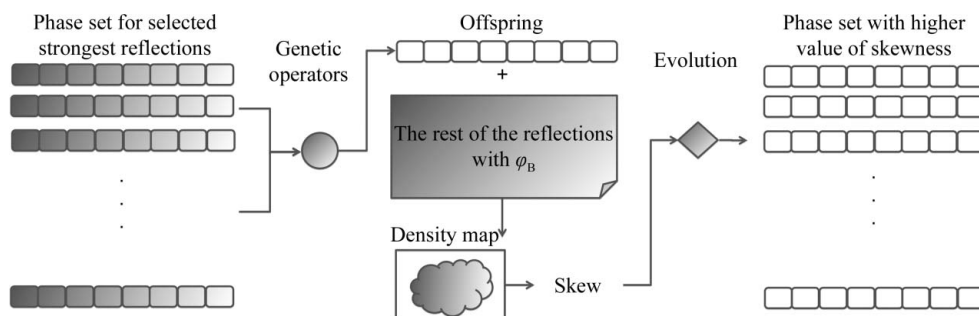 Phase set for selected
strongest reflections
Genetic
operators
Offspring
+
The rest of the reflections
with φB
Density map
Skew
Evolution
Phase set with higher
value of skewness